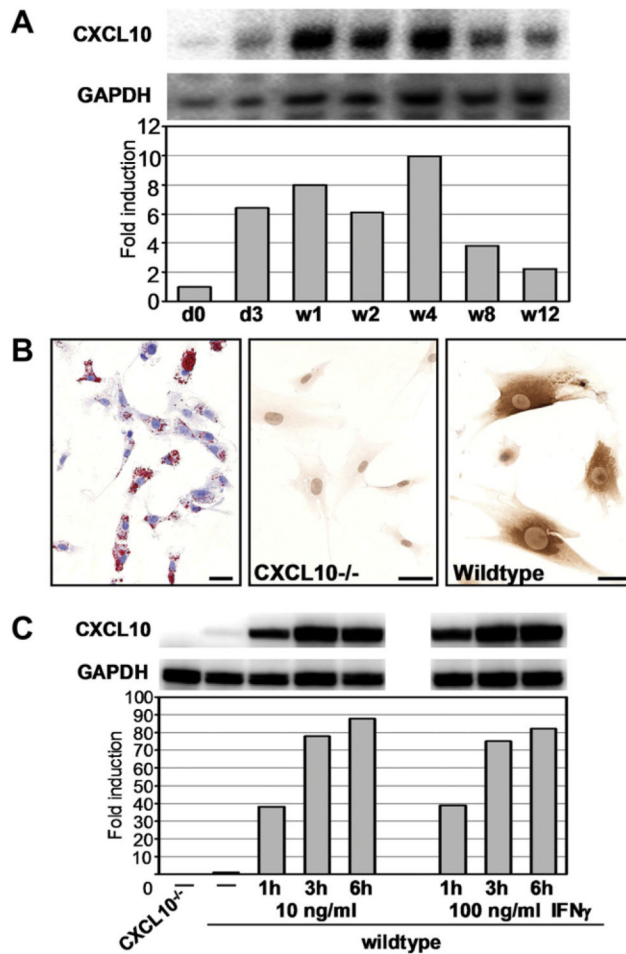 A
CXCL10
GAPDH
Fold induction
12
10
8
6
4
2
0
d0 d3 w1 w2 w4 w8 w12
B
CXCL10-/- Wildtype
C
CXCL10
GAPDH
Fold induction
90
80
70
60
50
40
30
20
10
0
CXCL10-/- — — 1h 3h 6h 1h 3h 6h
10 ng/ml 100 ng/ml IFNγ
wildtype